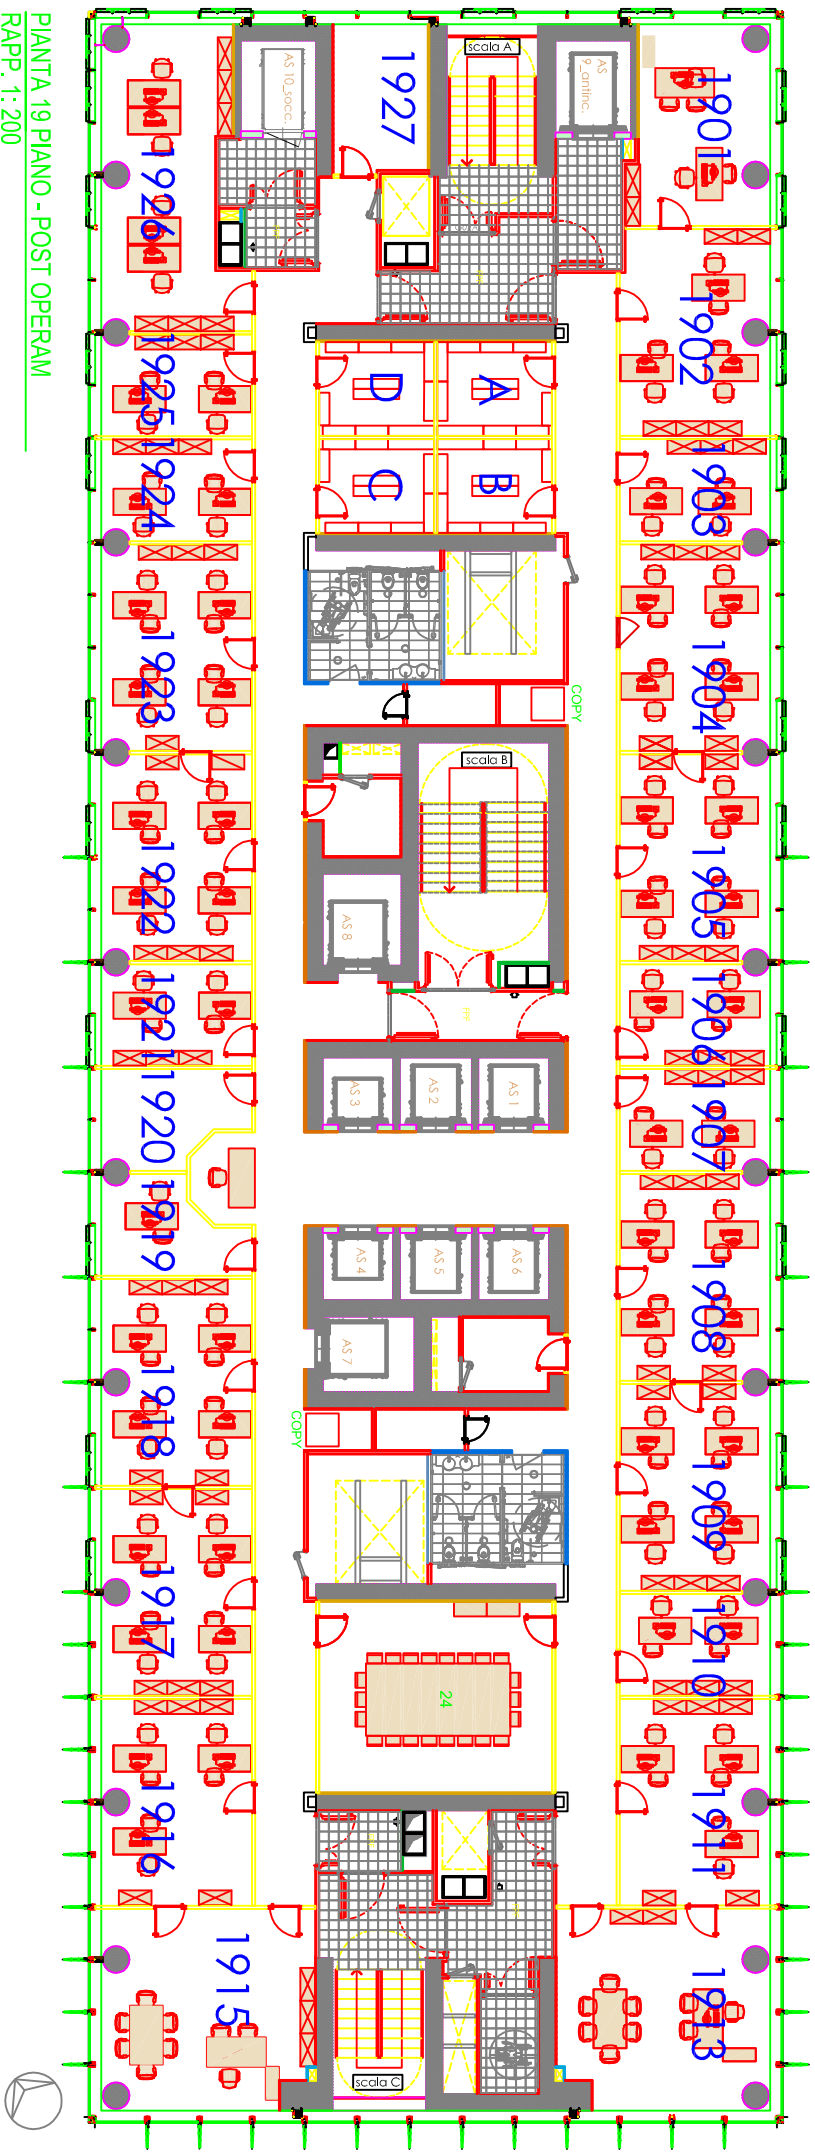 PIANTA 19 PIANO - POST OPERAM
RAPP. 1: 200
1901
1902
1903
1904
1905
1906
1907
1908
1909
1910
1911
1913
scala A
AS
9_antinc.
AS 10_socc.
1927
A
B
C
D
COPY
scala B
AS 8
AS 1
AS 2
AS 3
AS 6
AS 5
AS 4
AS 7
COPY
24
scala C
1926
1925
1924
1923
1922
1921
1920
1919
1918
1917
1916
1915